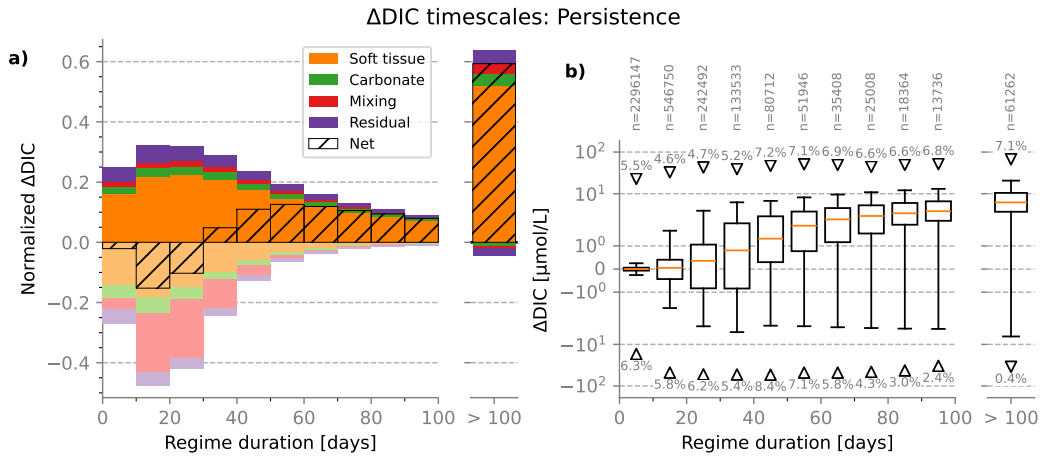 ΔDIC timescales: Persistence
a)
Normalized ΔDIC
0.6
0.4
0.2
0.0
−0.2
−0.4
Soft tissue
Carbonate
Mixing
Residual
Net
0 20 40 60 80 100
> 100
Regime duration [days]
b)
n=2296147
n=546750
n=242492
n=133533
n=80712
n=51946
n=35408
n=25008
n=18364
n=13736
n=61262
ΔDIC [μmol/L]
10²
10¹
10⁰
0
−10⁰
−10¹
−10²
5.5% 4.6% 4.7% 5.2% 7.2% 7.1% 6.9% 6.6% 6.6% 6.8% 7.1%
6.3% 5.8% 6.2% 5.4% 8.4% 7.1% 5.8% 4.3% 3.0% 2.4% 0.4%
0 20 40 60 80 100
> 100
Regime duration [days]